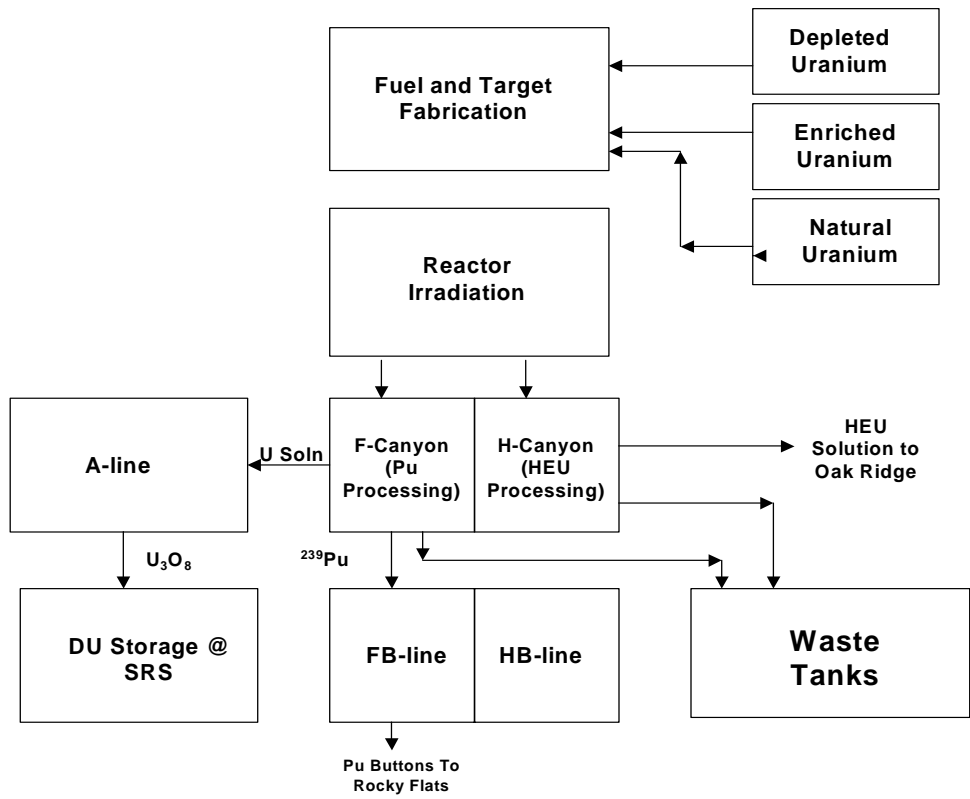 Depleted
Uranium
Fuel and Target
Fabrication
Enriched
Uranium
Natural
Uranium
Reactor
Irradiation
A-line
U Soln
F-Canyon
(Pu
Processing)
H-Canyon
(HEU
Processing)
HEU
Solution to
Oak Ridge
U₃O₈
²³⁹Pu
DU Storage @
SRS
FB-line
HB-line
Waste
Tanks
Pu Buttons To
Rocky Flats